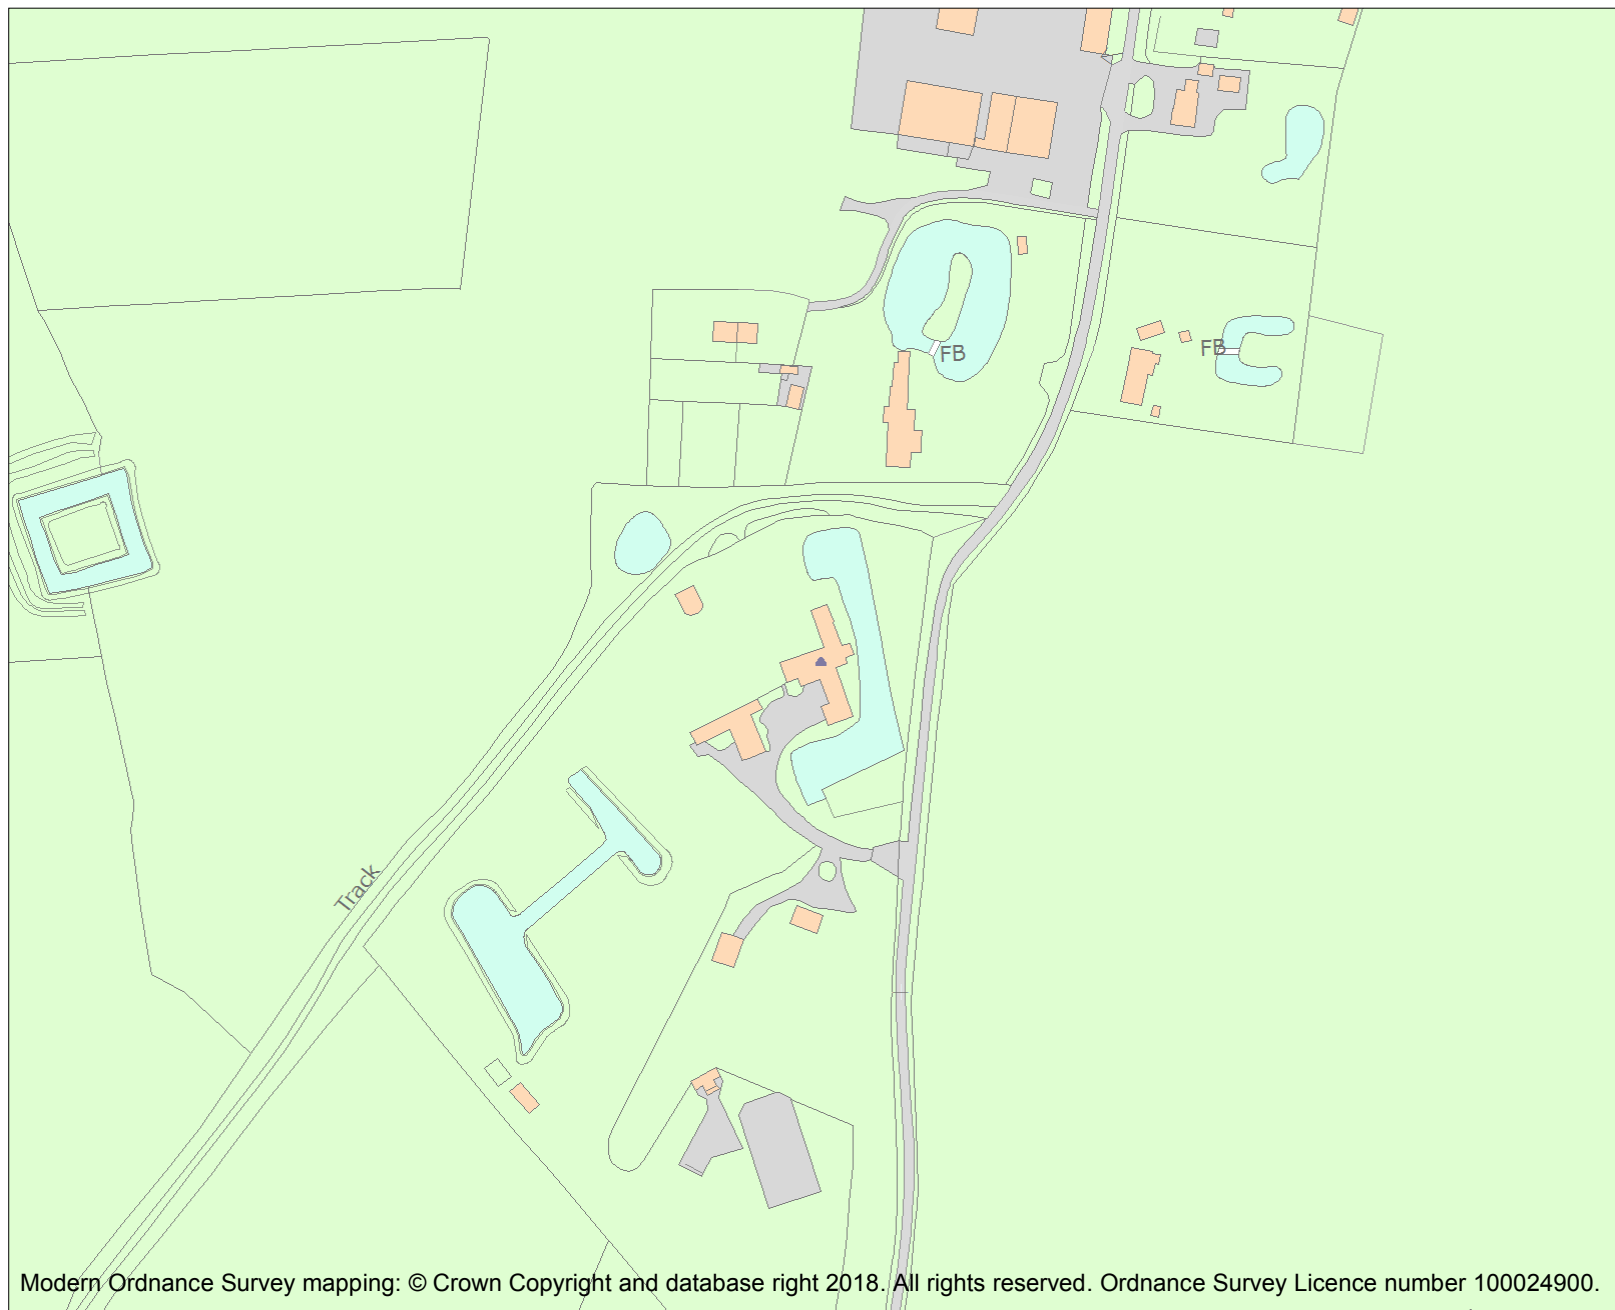 FB
FB
Track
Modern Ordnance Survey mapping: © Crown Copyright and database right 2018. All rights reserved. Ordnance Survey Licence number 100024900.